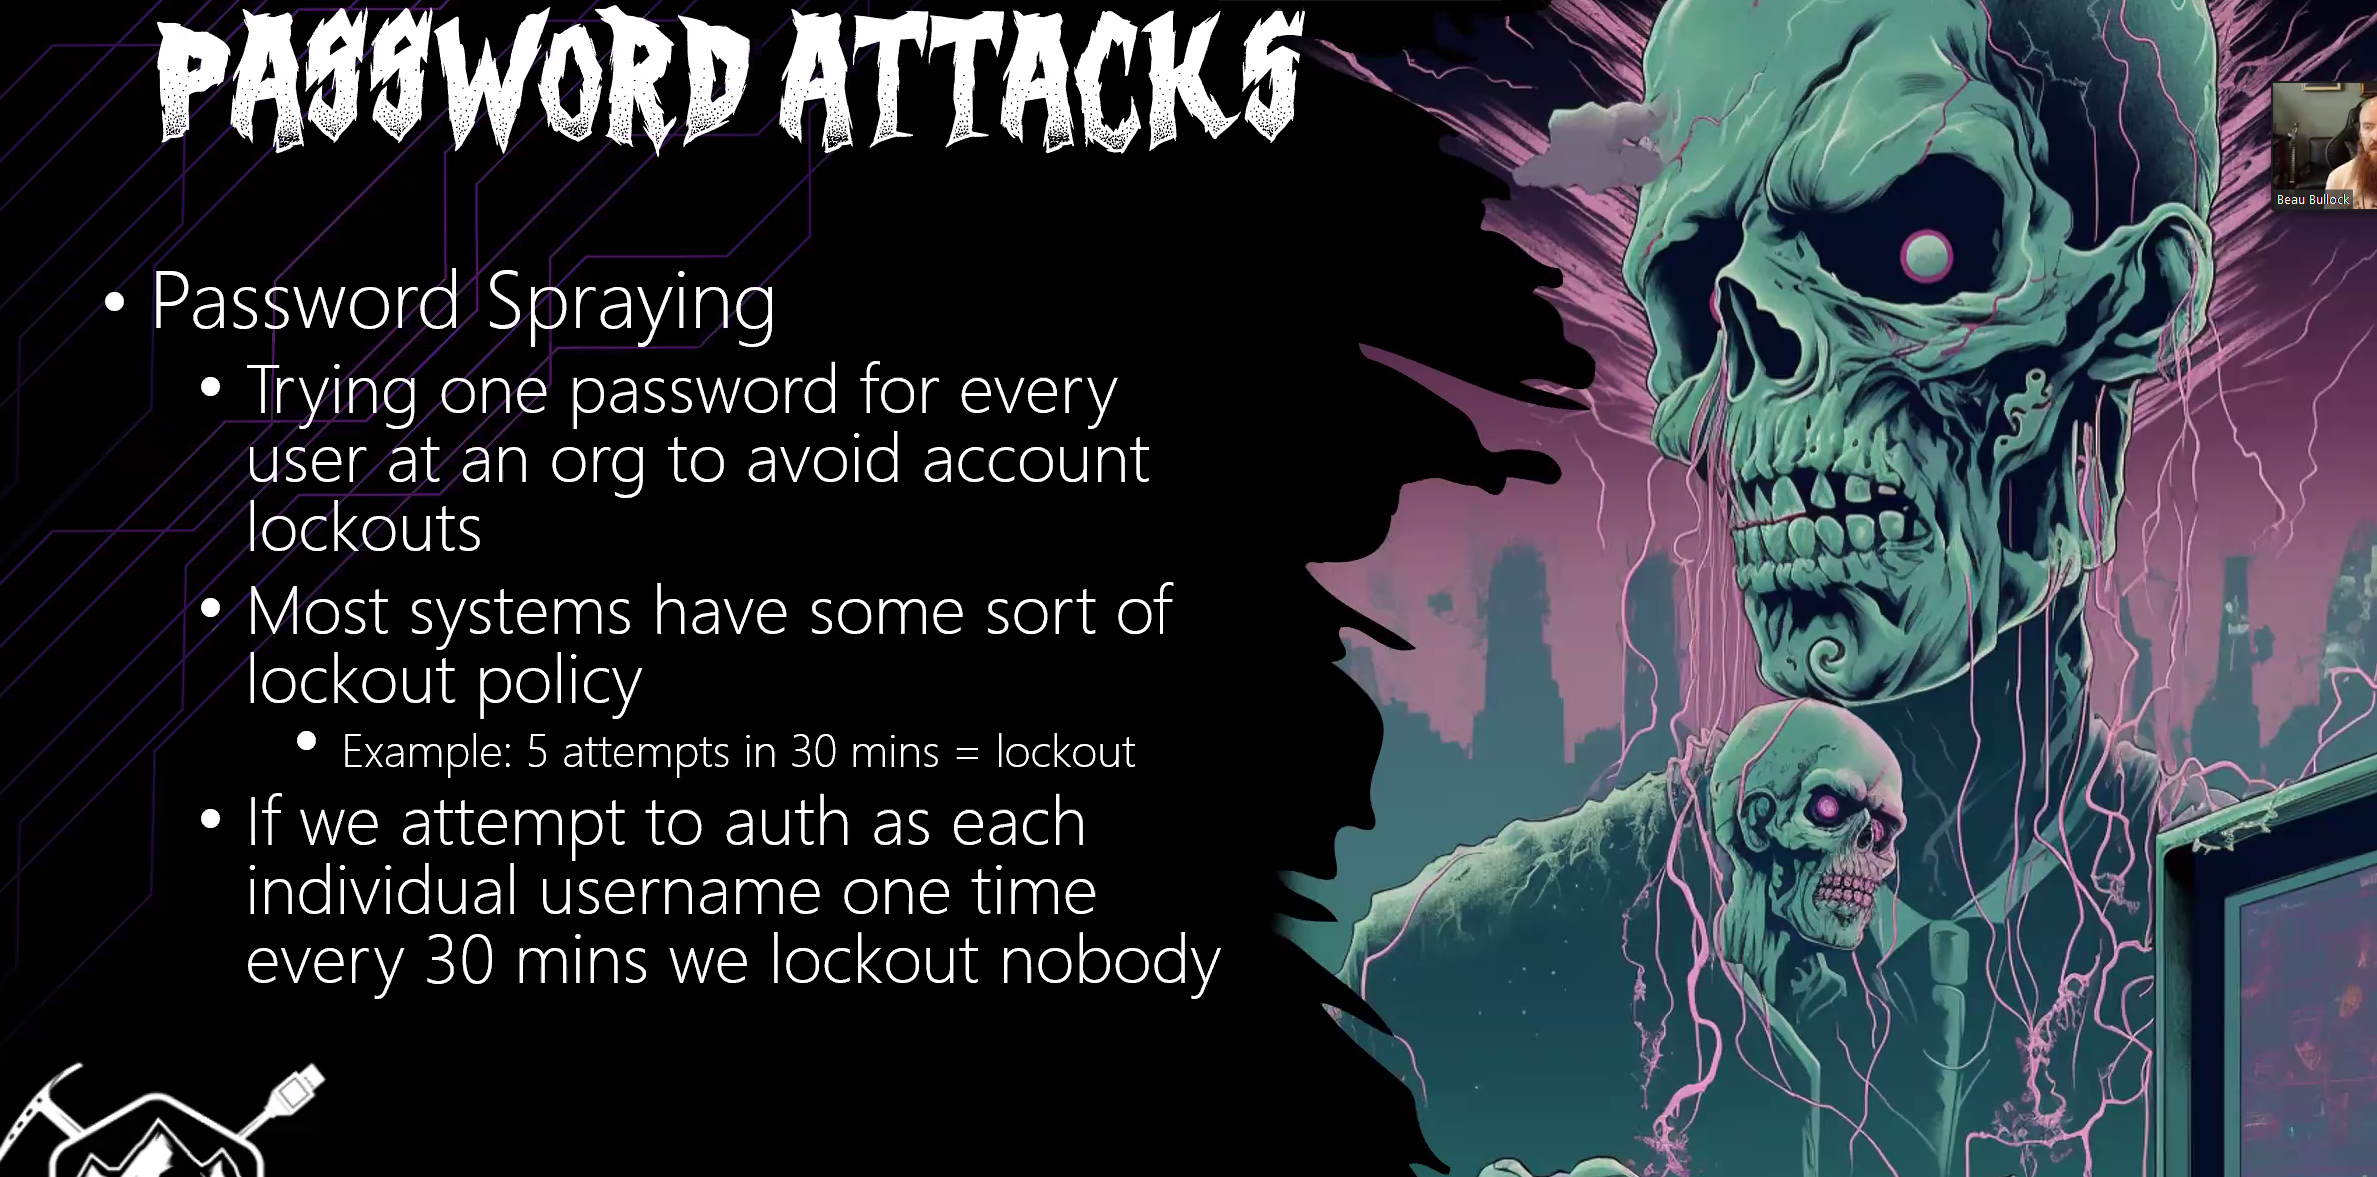 PASSWORD ATTACKS
Beau Bullock
• Password Spraying
• Trying one password for every
user at an org to avoid account
lockouts
• Most systems have some sort of
lockout policy
• Example: 5 attempts in 30 mins = lockout
• If we attempt to auth as each
individual username one time
every 30 mins we lockout nobody